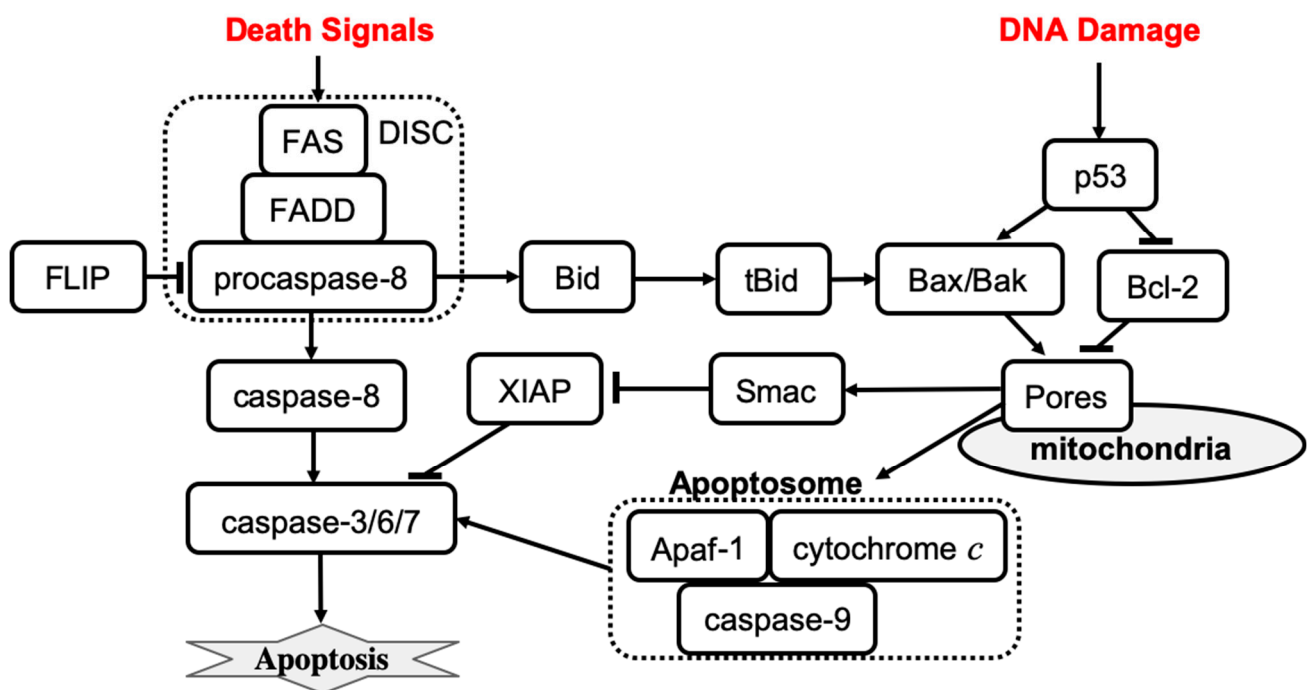 Death Signals
DNA Damage
FAS
DISC
p53
FADD
FLIP
procaspase-8
Bid
tBid
Bax/Bak
Bcl-2
caspase-8
XIAP
Smac
Pores
mitochondria
Apoptosome
caspase-3/6/7
Apaf-1
cytochrome c
caspase-9
Apoptosis